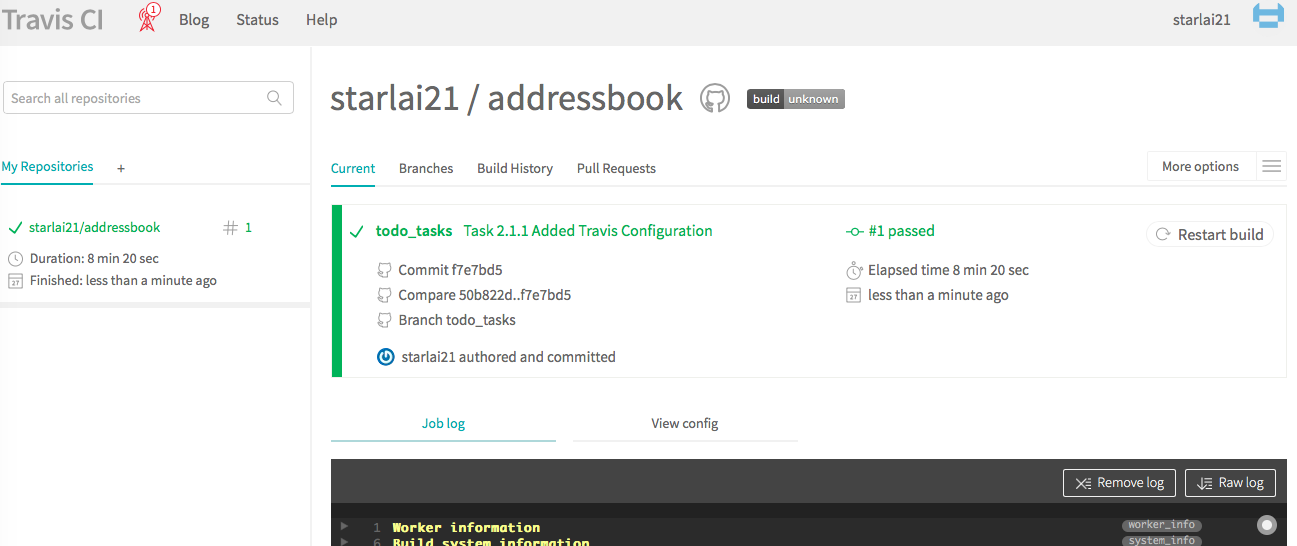 Travis CI
1
Blog Status Help
starlai21
Search all repositories
My Repositories +
starlai21/addressbook # 1
Duration: 8 min 20 sec
27 Finished: less than a minute ago
starlai21 / addressbook
build unknown
Current Branches Build History Pull Requests
More options
todo_tasks Task 2.1.1 Added Travis Configuration
#1 passed
Restart build
Commit f7e7bd5
Elapsed time 8 min 20 sec
Compare 50b822d..f7e7bd5
27 less than a minute ago
Branch todo_tasks
starlai21 authored and committed
Job log View config
Remove log Raw log
1 Worker information worker_info
6 Build system information system_info